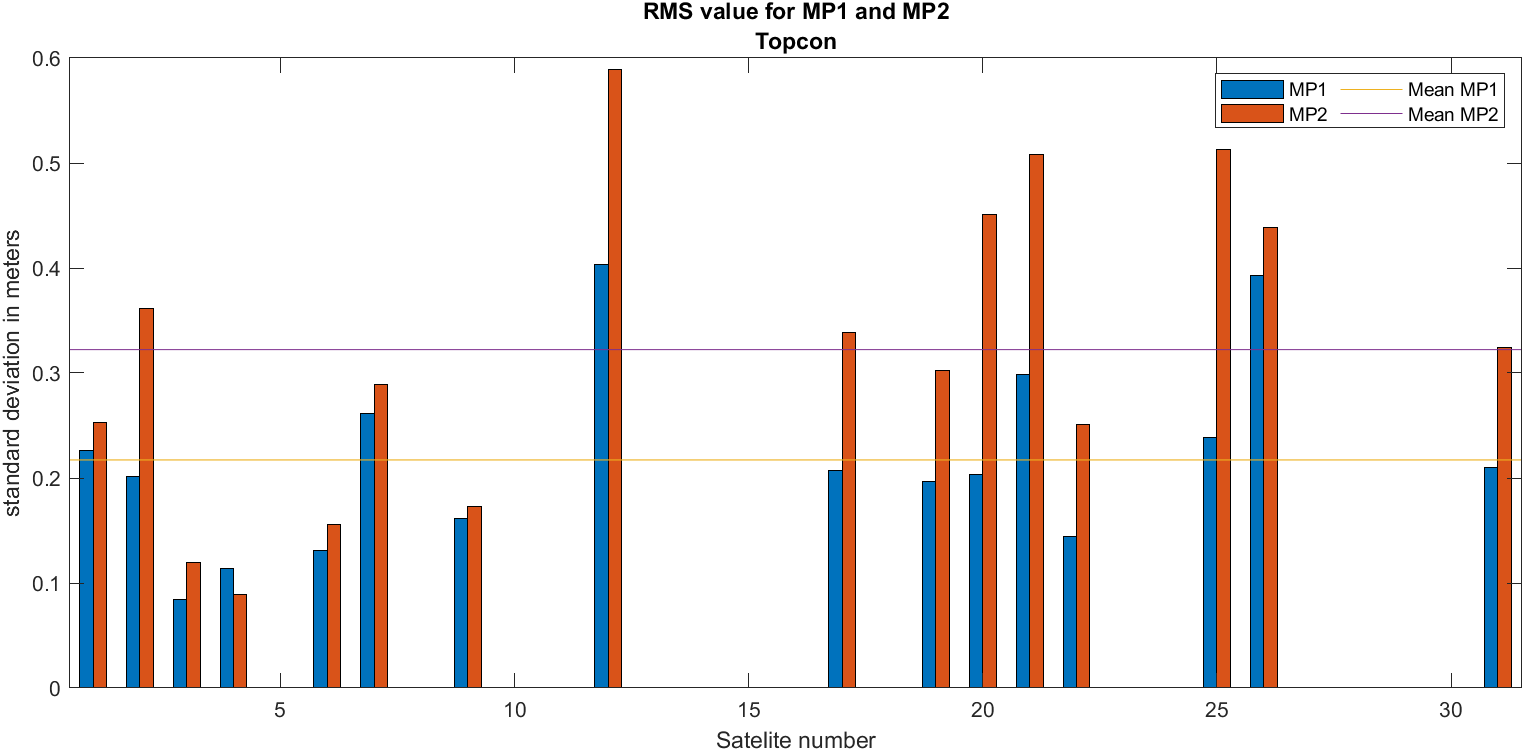 RMS value for MP1 and MP2
Topcon
0.6
0.5
0.4
0.3
0.2
0.1
0
standard deviation in meters
MP1
Mean MP1
MP2
Mean MP2
5 10 15 20 25 30
Satelite number